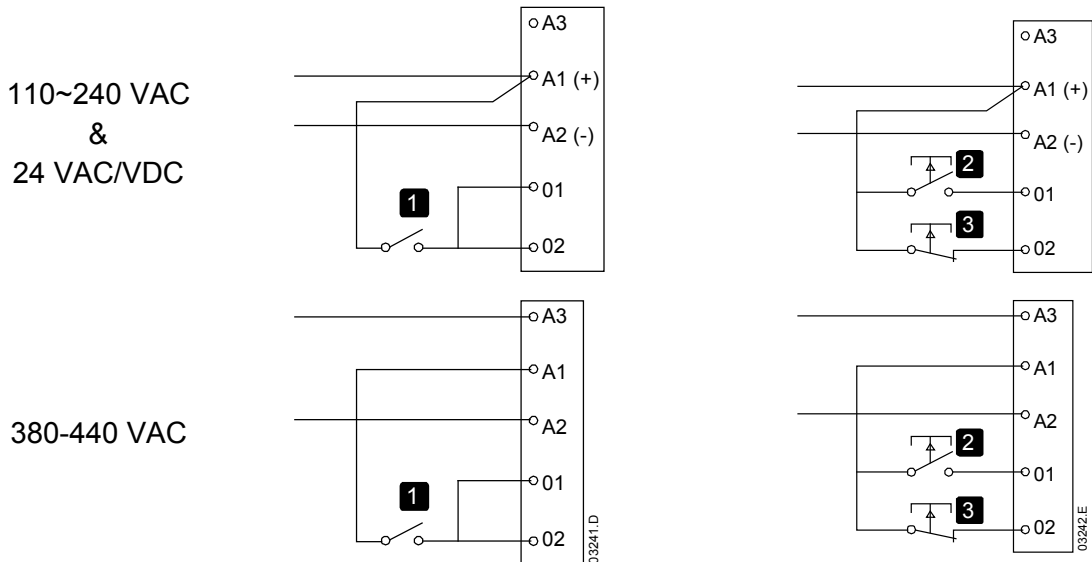 110~240 VAC
&
24 VAC/VDC
A3
A1 (+)
A2 (-)
01
02
1
A3
A1 (+)
A2 (-)
01
02
2
3
380-440 VAC
A3
A1
A2
01
02
1
03241.D
A3
A1
A2
01
02
2
3
03242.E